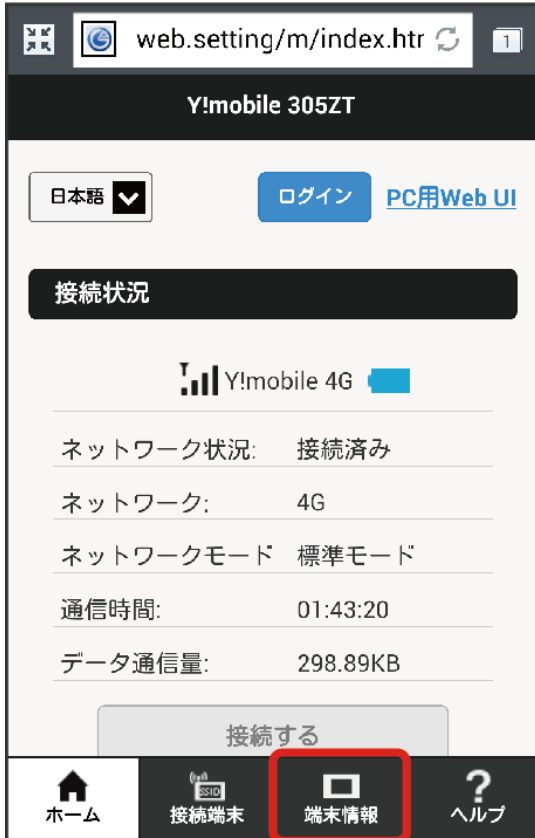 web.setting/m/index.htr
1
Y!mobile 305ZT
日本語 ログイン PC用Web UI
接続状況
Y!mobile 4G
ネットワーク状況: 接続済み
ネットワーク: 4G
ネットワークモード 標準モード
通信時間: 01:43:20
データ通信量: 298.89KB
接続する
SSID
ホーム 接続端末 端末情報 ヘルプ